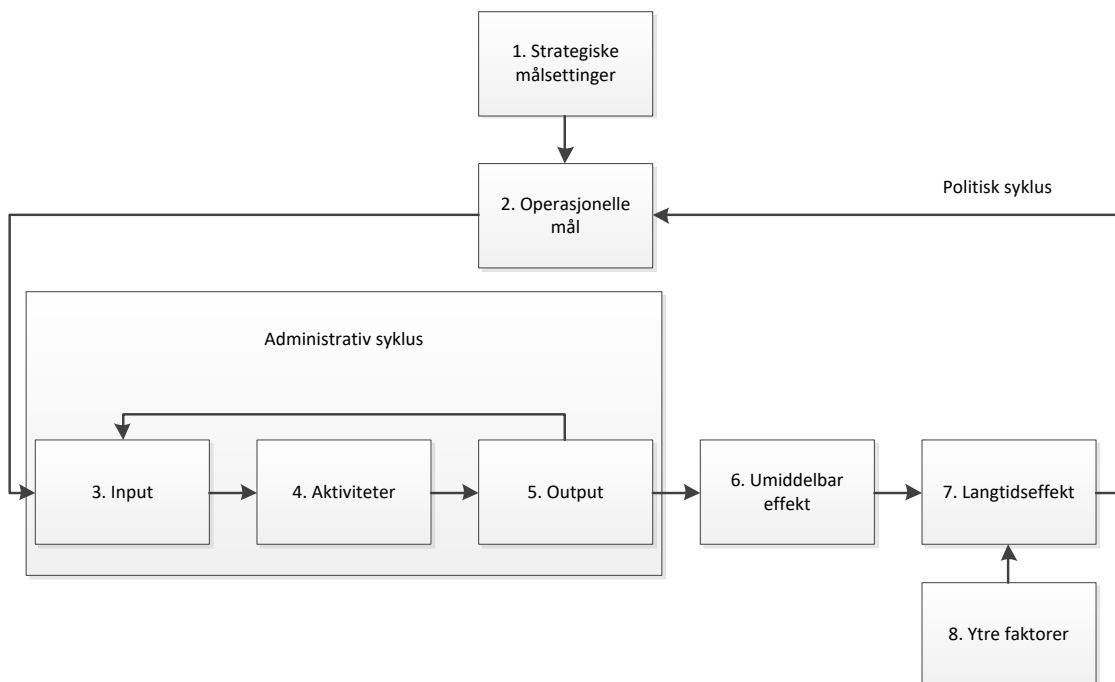 1. Strategiske
målsettinger
2. Operasjonelle
mål
Politisk syklus
Administrativ syklus
3. Input
4. Aktiviteter
5. Output
6. Umiddelbar
effekt
7. Langtidseffekt
8. Ytre faktorer